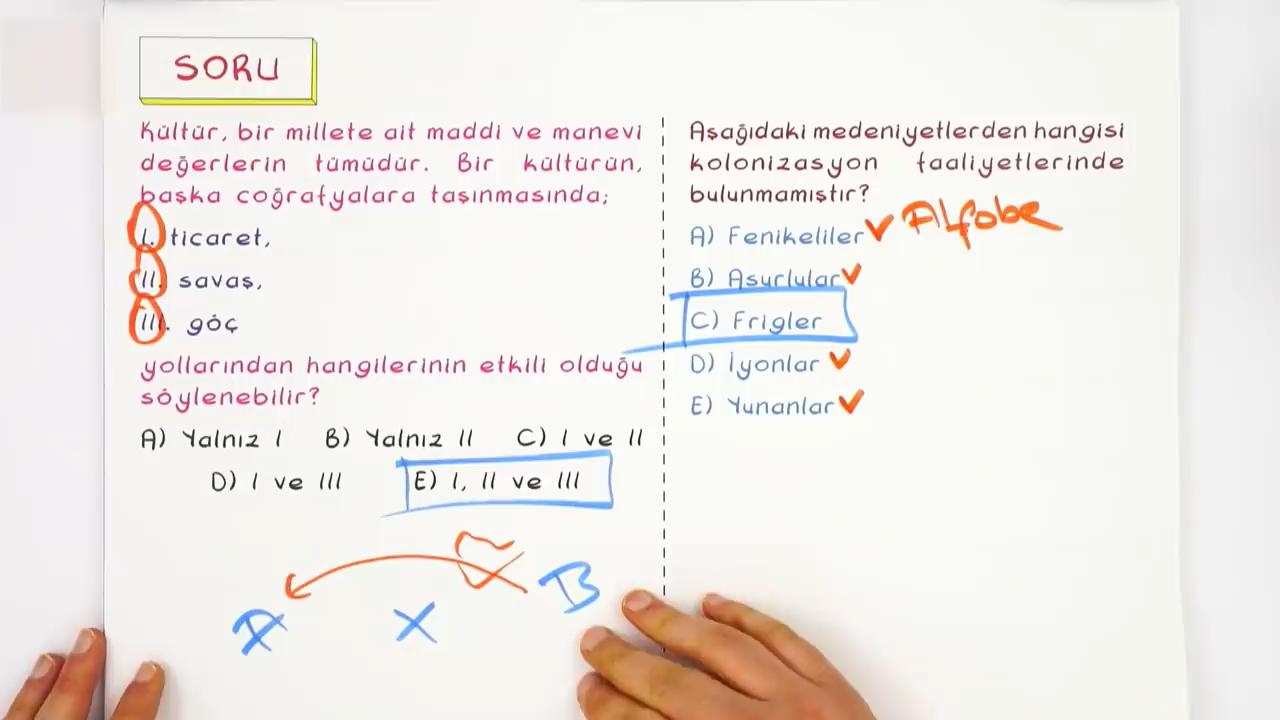 SORU
Kültür, bir millete ait maddi ve manevi
değerlerin tümüdür. Bir kültürün,
başka coğrafyalara taşınmasında;
I. ticaret,
II. savaş,
III. göç
yollarından hangilerinin etkili olduğu
söylenebilir?
A) Yalnız I B) Yalnız II C) I ve II
D) I ve III E) I, II ve III
A X B
Aşağıdaki medeniyetlerden hangisi
kolonizasyon faaliyetlerinde
bulunmamıştır?
A) Fenikeliler Alfabe
B) Asurlular
C) Frigler
D) İyonlar
E) Yunanlar